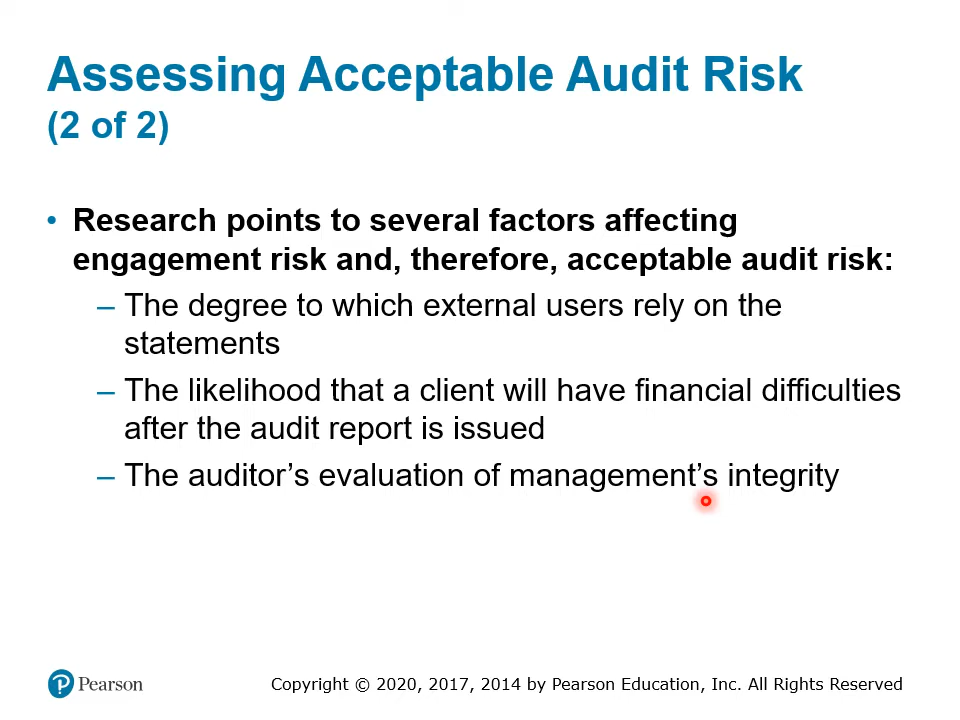 Assessing Acceptable Audit Risk
(2 of 2)
• Research points to several factors affecting
engagement risk and, therefore, acceptable audit risk:
– The degree to which external users rely on the
statements
– The likelihood that a client will have financial difficulties
after the audit report is issued
– The auditor’s evaluation of management’s integrity
P Pearson
Copyright © 2020, 2017, 2014 by Pearson Education, Inc. All Rights Reserved